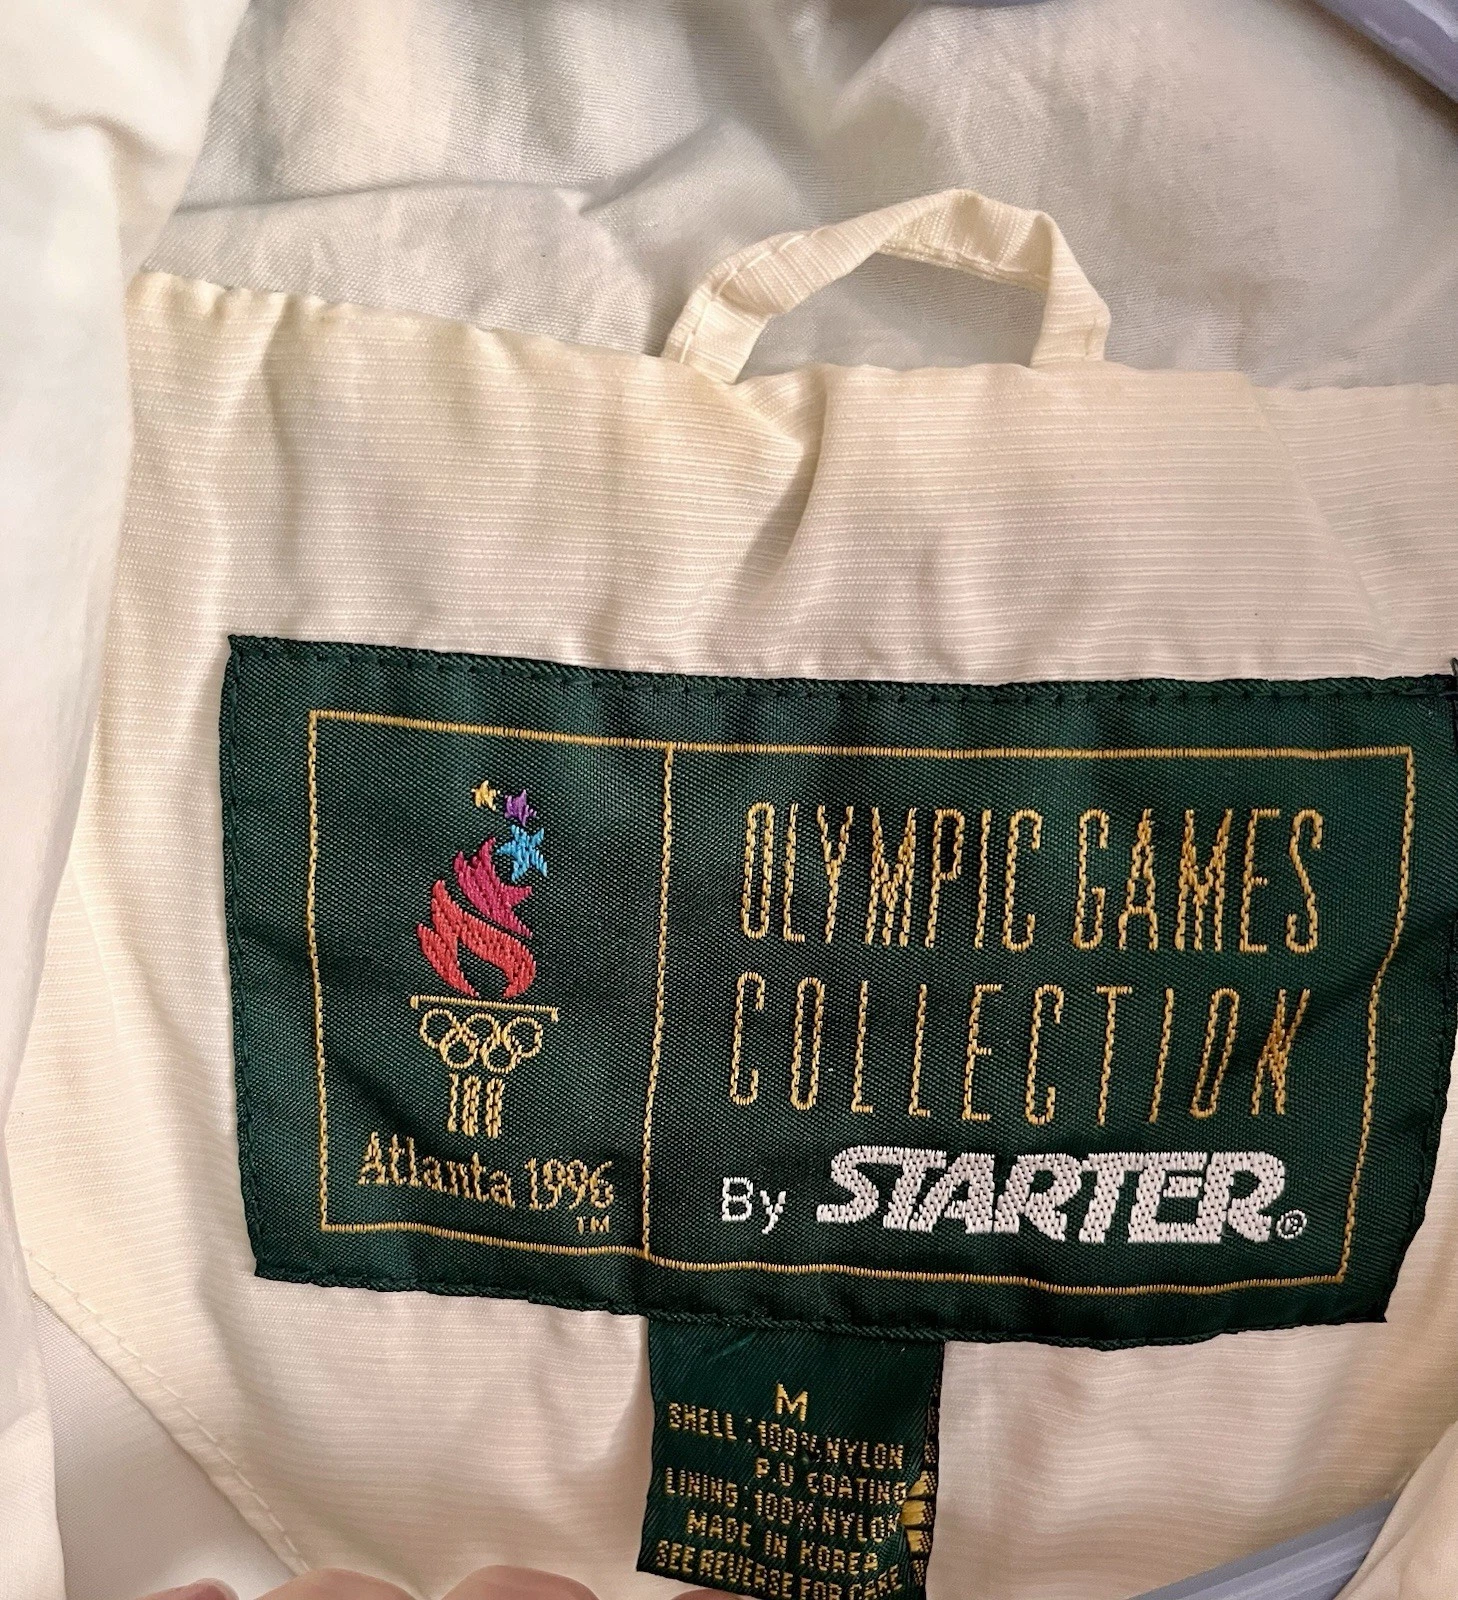 100
Atlanta 1996
TM
OLYMPIC GAMES
COLLECTION
By STARTER®
M
SHELL : 100% NYLON
P.U COATING
LINING : 100% NYLON
MADE IN KOREA
SEE REVERSE FOR CARE